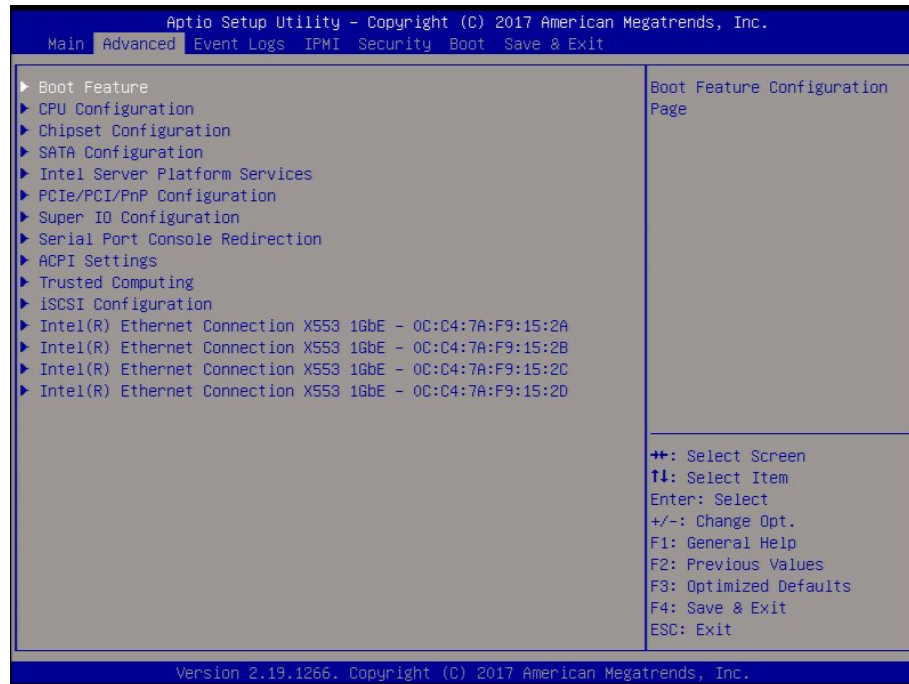 Aptio Setup Utility – Copyright (C) 2017 American Megatrends, Inc.
Main Advanced Event Logs IPMI Security Boot Save & Exit
▶ Boot Feature
▶ CPU Configuration
▶ Chipset Configuration
▶ SATA Configuration
▶ Intel Server Platform Services
▶ PCIe/PCI/PnP Configuration
▶ Super IO Configuration
▶ Serial Port Console Redirection
▶ ACPI Settings
▶ Trusted Computing
▶ iSCSI Configuration
▶ Intel(R) Ethernet Connection X553 1GbE – 0C:C4:7A:F9:15:2A
▶ Intel(R) Ethernet Connection X553 1GbE – 0C:C4:7A:F9:15:2B
▶ Intel(R) Ethernet Connection X553 1GbE – 0C:C4:7A:F9:15:2C
▶ Intel(R) Ethernet Connection X553 1GbE – 0C:C4:7A:F9:15:2D
Boot Feature Configuration
Page
→←: Select Screen
↑↓: Select Item
Enter: Select
+/–: Change Opt.
F1: General Help
F2: Previous Values
F3: Optimized Defaults
F4: Save & Exit
ESC: Exit
Version 2.19.1266. Copyright (C) 2017 American Megatrends, Inc.